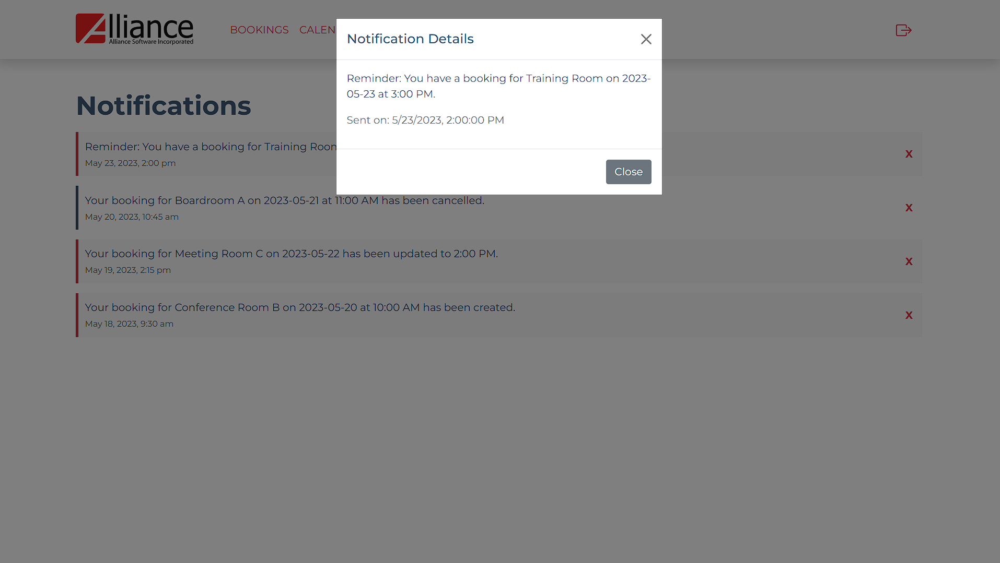 Alliance
Alliance Software Incorporated
BOOKINGS CALEN
Notification Details
Reminder: You have a booking for Training Room on 2023-
05-23 at 3:00 PM.
Sent on: 5/23/2023, 2:00:00 PM
Close
Notifications
Reminder: You have a booking for Training Room
May 23, 2023, 2:00 pm
X
Your booking for Boardroom A on 2023-05-21 at 11:00 AM has been cancelled.
May 20, 2023, 10:45 am
X
Your booking for Meeting Room C on 2023-05-22 has been updated to 2:00 PM.
May 19, 2023, 2:15 pm
X
Your booking for Conference Room B on 2023-05-20 at 10:00 AM has been created.
May 18, 2023, 9:30 am
X